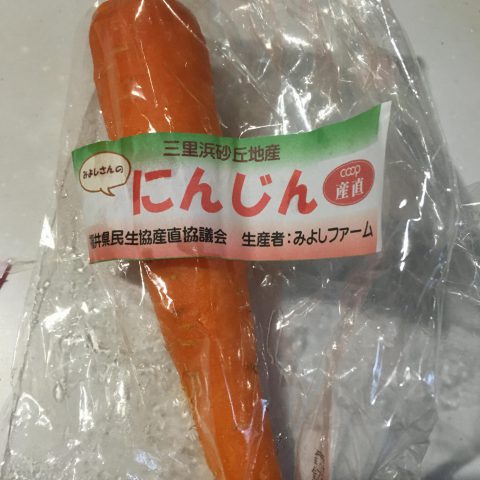 三里浜砂丘地産
みよしさんの
にんじん
coop
産直
井県民生協産直協議会 生産者:みよしファーム